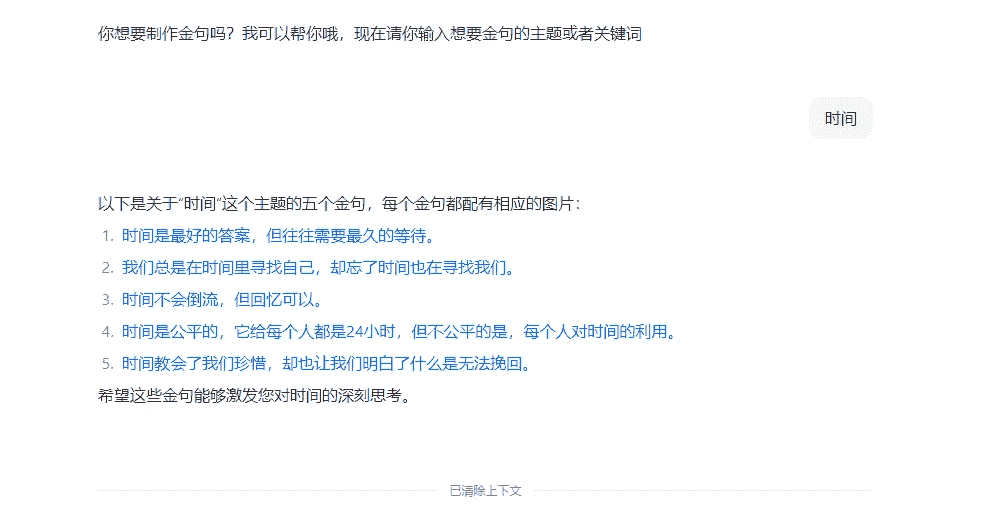 你想要制作金句吗？我可以帮你哦，现在请你输入想要金句的主题或者关键词
时间
以下是关于“时间”这个主题的五个金句，每个金句都配有相应的图片：
1. 时间是最好的答案，但往往需要最久的等待。
2. 我们总是在时间里寻找自己，却忘了时间也在寻找我们。
3. 时间不会倒流，但回忆可以。
4. 时间是公平的，它给每个人都是24小时，但不公平的是，每个人对时间的利用。
5. 时间教会了我们珍惜，却也让我们明白了什么是无法挽回。
希望这些金句能够激发您对时间的深刻思考。
已清除上下文